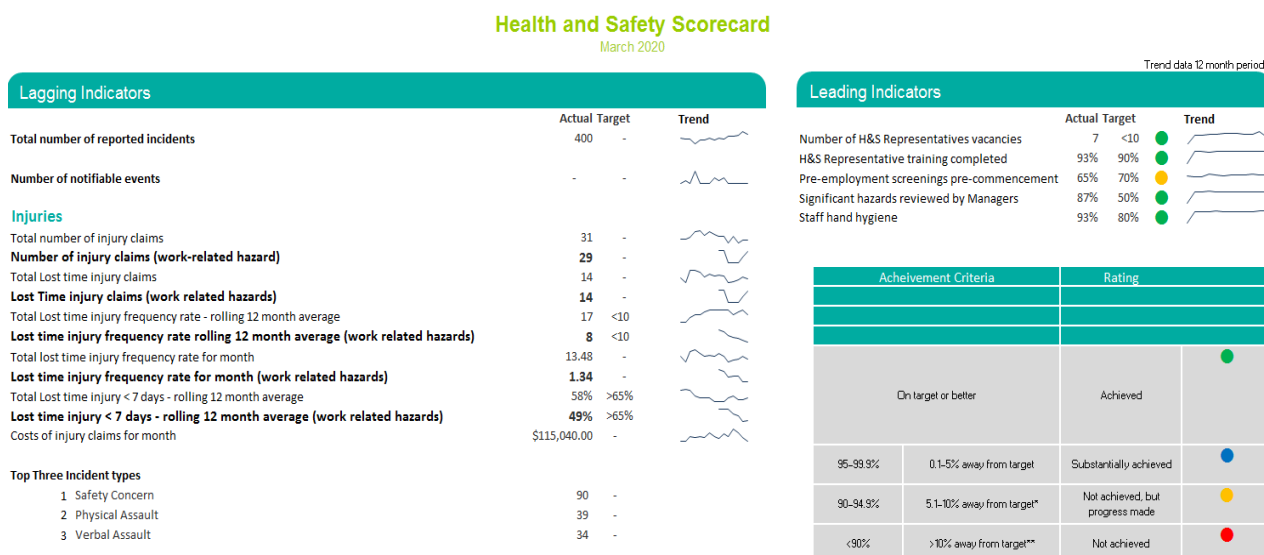 Health and Safety Scorecard
March 2020
Trend data 12 month period
Lagging Indicators
Actual Target Trend
Total number of reported incidents 400 -
Number of notifiable events - -
Injuries
Total number of injury claims 31 -
Number of injury claims (work-related hazard) 29 -
Total Lost time injury claims 14 -
Lost Time injury claims (work related hazards) 14 -
Total Lost time injury frequency rate - rolling 12 month average 17 <10
Lost time injury frequency rate rolling 12 month average (work related hazards) 8 <10
Total lost time injury frequency rate for month 13.48 -
Lost time injury frequency rate for month (work related hazards) 1.34 -
Total Lost time injury < 7 days - rolling 12 month average 58% >65%
Lost time injury < 7 days - rolling 12 month average (work related hazards) 49% >65%
Costs of injury claims for month $115,040.00 -
Top Three Incident types
1 Safety Concern 90 -
2 Physical Assault 39 -
3 Verbal Assault 34 -
Leading Indicators
Actual Target Trend
Number of H&S Representatives vacancies 7 <10
H&S Representative training completed 93% 90%
Pre-employment screenings pre-commencement 65% 70%
Significant hazards reviewed by Managers 87% 50%
Staff hand hygiene 93% 80%
Acheivement Criteria Rating
On target or better Achieved
95-99.9% 0.1-5% away from target Substantially achieved
90-94.9% 5.1-10% away from target* Not achieved, but
progress made
<90% >10% away from target** Not achieved